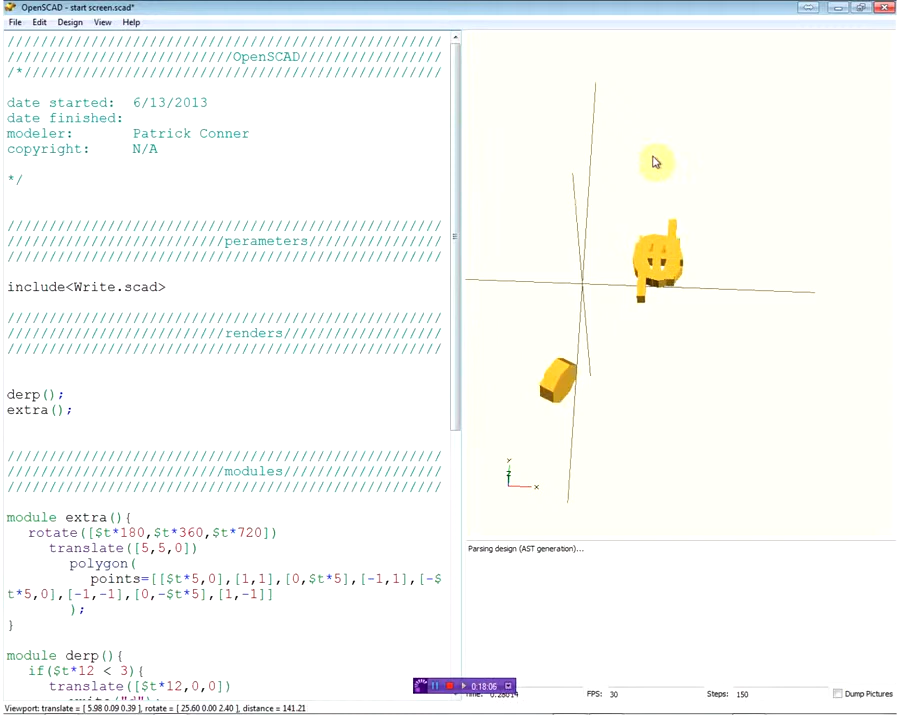 OpenSCAD - start screen.scad*
File Edit Design View Help
////////////////////////////////////////////////////
///////////////////////////OpenSCAD/////////////////
/*//////////////////////////////////////////////////
date started: 6/13/2013
date finished:
modeler: Patrick Conner
copyright: N/A
*/
////////////////////////////////////////////////////
//////////////////////////perameters////////////////
////////////////////////////////////////////////////
include<Write.scad>
////////////////////////////////////////////////////
//////////////////////////renders///////////////////
////////////////////////////////////////////////////
derp();
extra();
////////////////////////////////////////////////////
//////////////////////////modules///////////////////
////////////////////////////////////////////////////
module extra(){
rotate([$t*180,$t*360,$t*720])
translate([5,5,0])
polygon(
points=[[$t*5,0],[1,1],[0,$t*5],[-1,1],[-$
t*5,0],[-1,-1],[0,-$t*5],[1,-1]]
);
}
module derp(){
if($t*12 < 3){
translate([$t*12,0,0])
Y
Z
X
Parsing design (AST generation)...
0:18:06
FPS: 30 Steps: 150 Dump Pictures
Viewport: translate = [ 5.98 0.09 0.39 ], rotate = [ 25.60 0.00 2.40 ], distance = 141.21